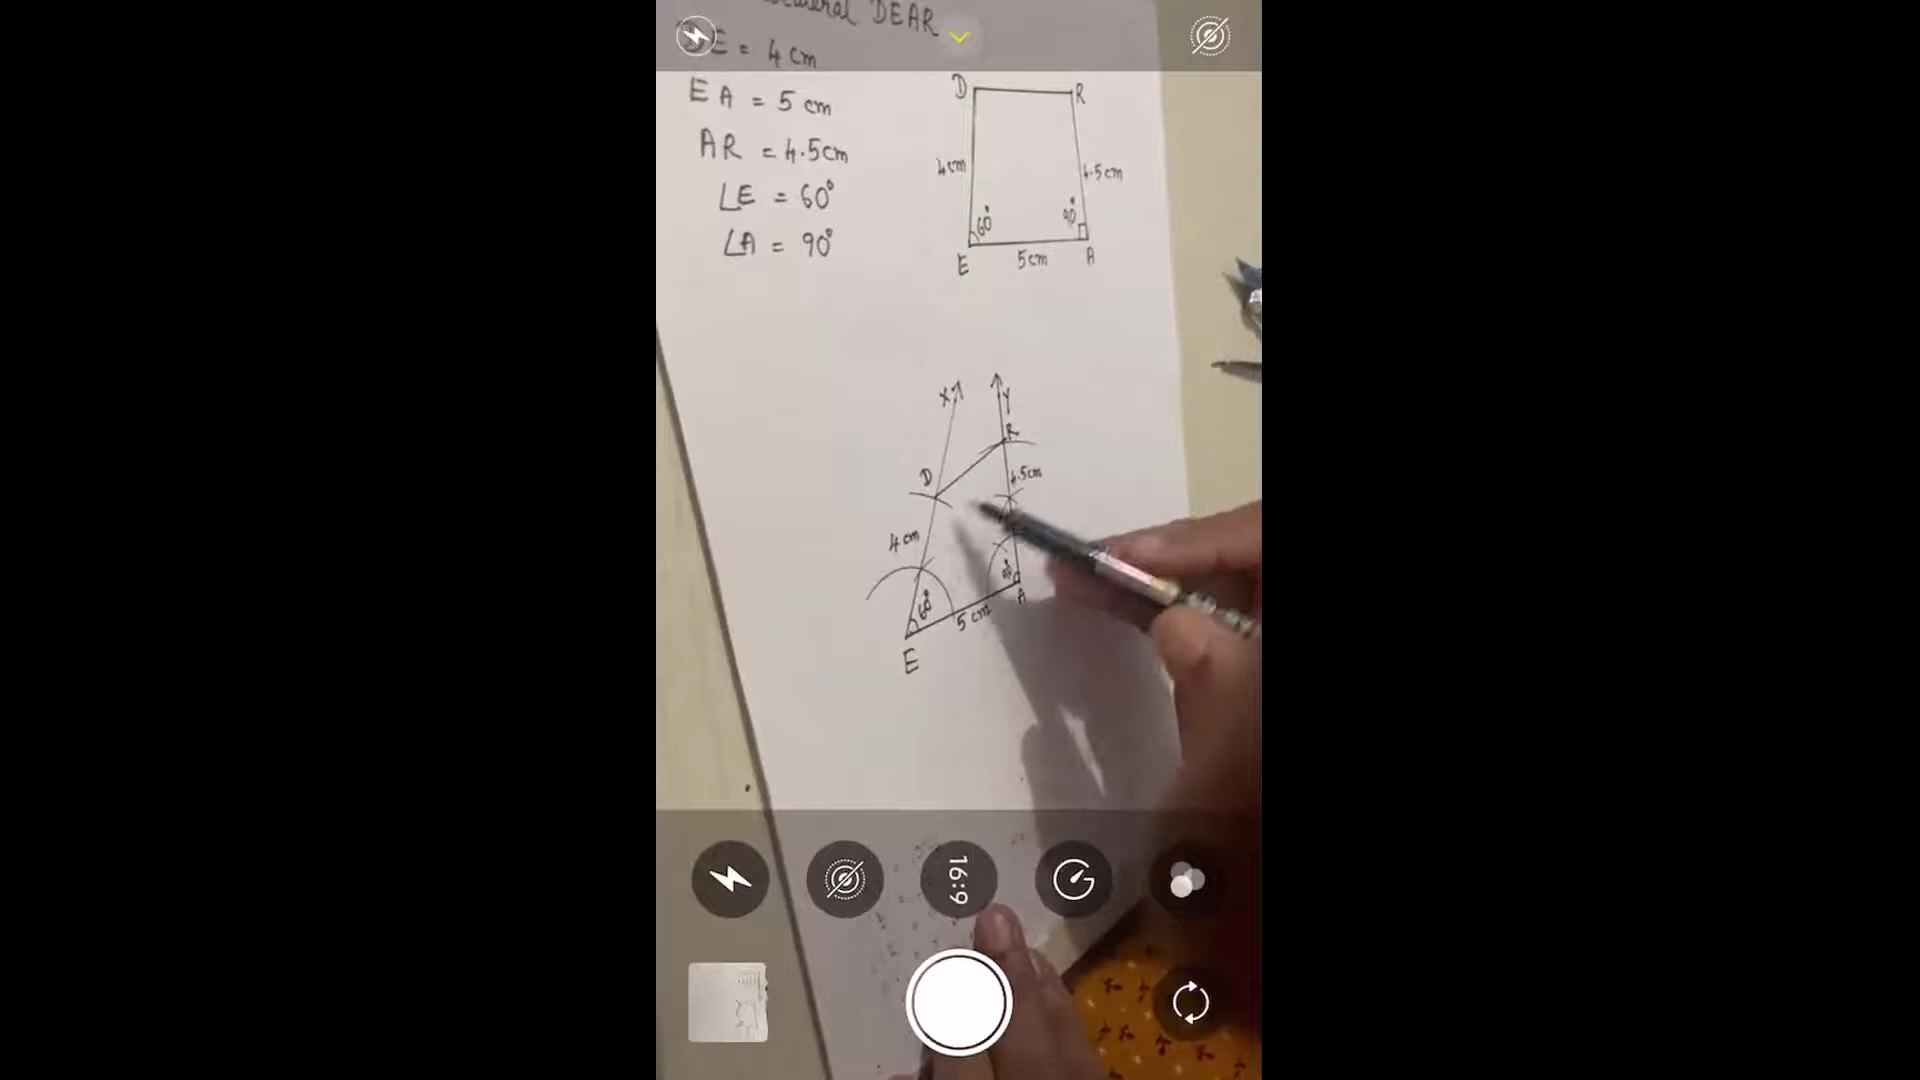 DEAR
DE = 4 cm
EA = 5 cm
AR = 4.5cm
∠E = 60°
∠A = 90°
D R
4cm 4.5cm
60° 90°
E 5cm A
X Y
R
D 4.5cm
4 cm
60° 90°
5 cm A
E
16:9